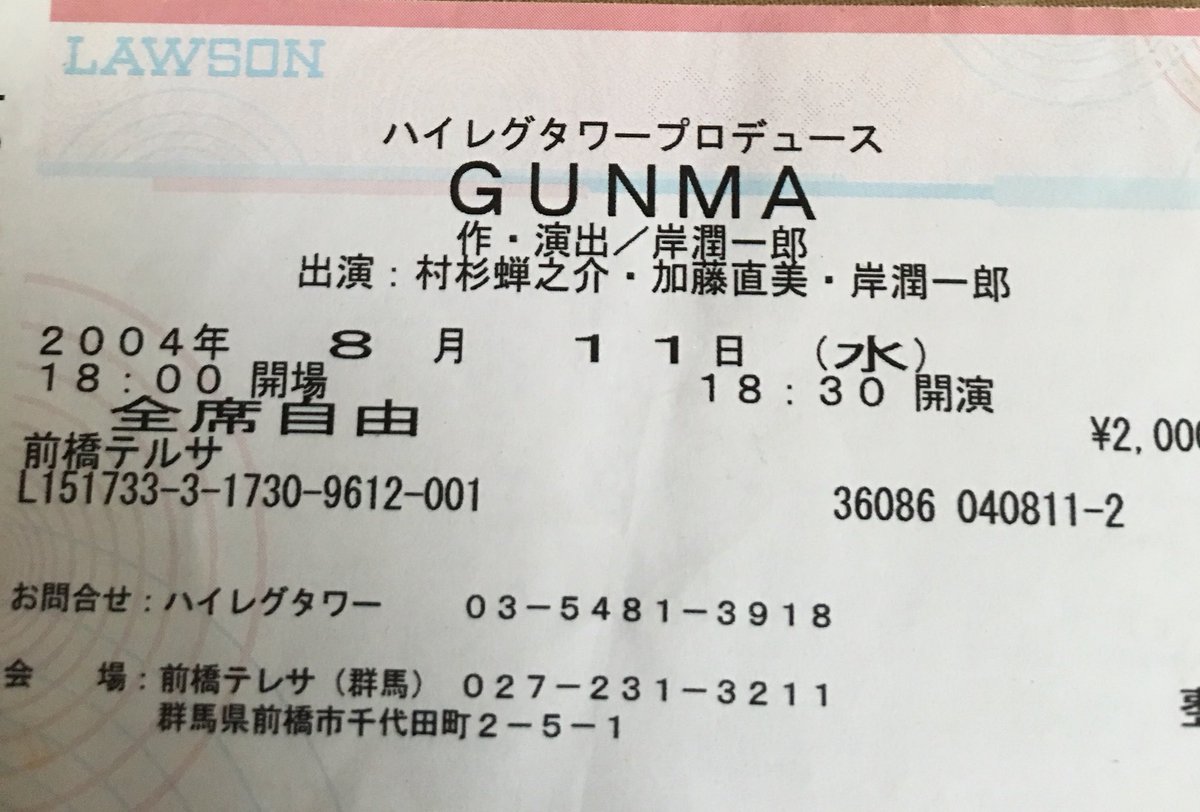 LAWSON
ハイレグタワープロデュース
GUNMA
作・演出／岸潤一郎
出演：村杉蝉之介・加藤直美・岸潤一郎
2004年 8月 11日 （水）
18：00 開場 18：30 開演
全席自由
¥2,000
前橋テルサ
L151733-3-1730-9612-001 36086 040811-2
お問合せ：ハイレグタワー 03－5481－3918
会 場：前橋テレサ（群馬） 027－231－3211
群馬県前橋市千代田町2－5－1